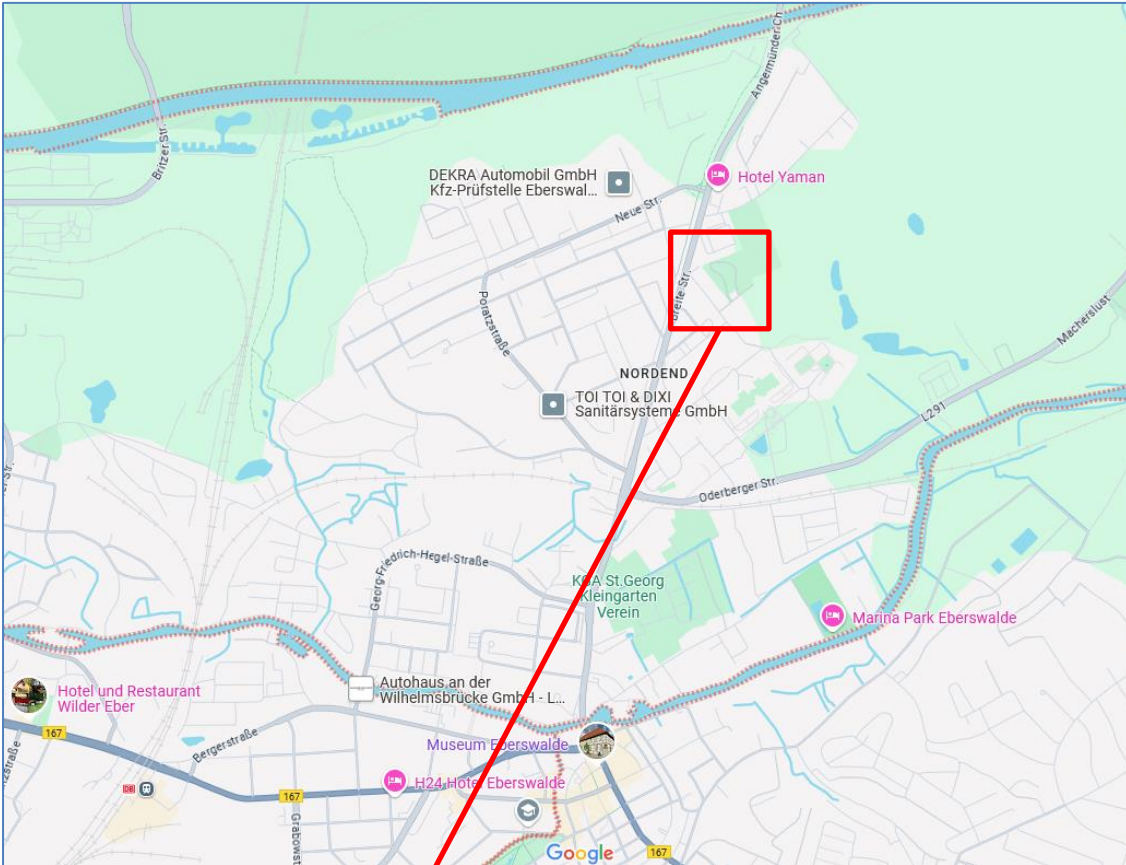 Angermünder Ch
Britzer Str.
DEKRA Automobil GmbH
Kfz-Prüfstelle Eberswal...
Hotel Yaman
Neue Str.
Breite Str.
Poratzstraße
Macherslust
NORDEND
TOI TOI & DIXI
Sanitärsysteme GmbH
L291
Oderberger Str.
Georg-Friedrich-Hegel-Straße
KGA St.Georg
Kleingarten
Verein
Marina Park Eberswalde
Autohaus an der
Wilhelmsbrücke GmbH - L...
Hotel und Restaurant
Wilder Eber
167
Bergerstraße
Museum Eberswalde
H24 Hotel Eberswalde
DB
167
Grabowst
Google
167